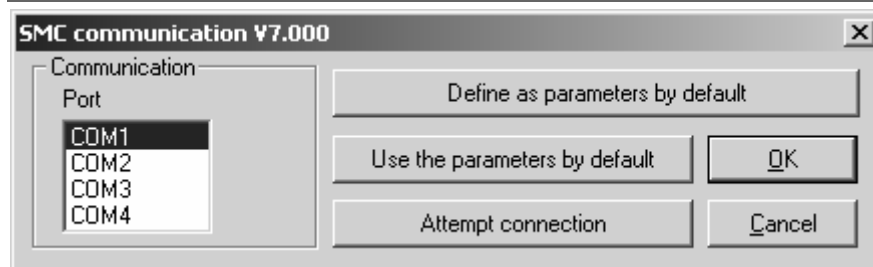 SMC communication V7.000
Communication
Port
COM1
COM2
COM3
COM4
Define as parameters by default
Use the parameters by default
OK
Attempt connection
Cancel